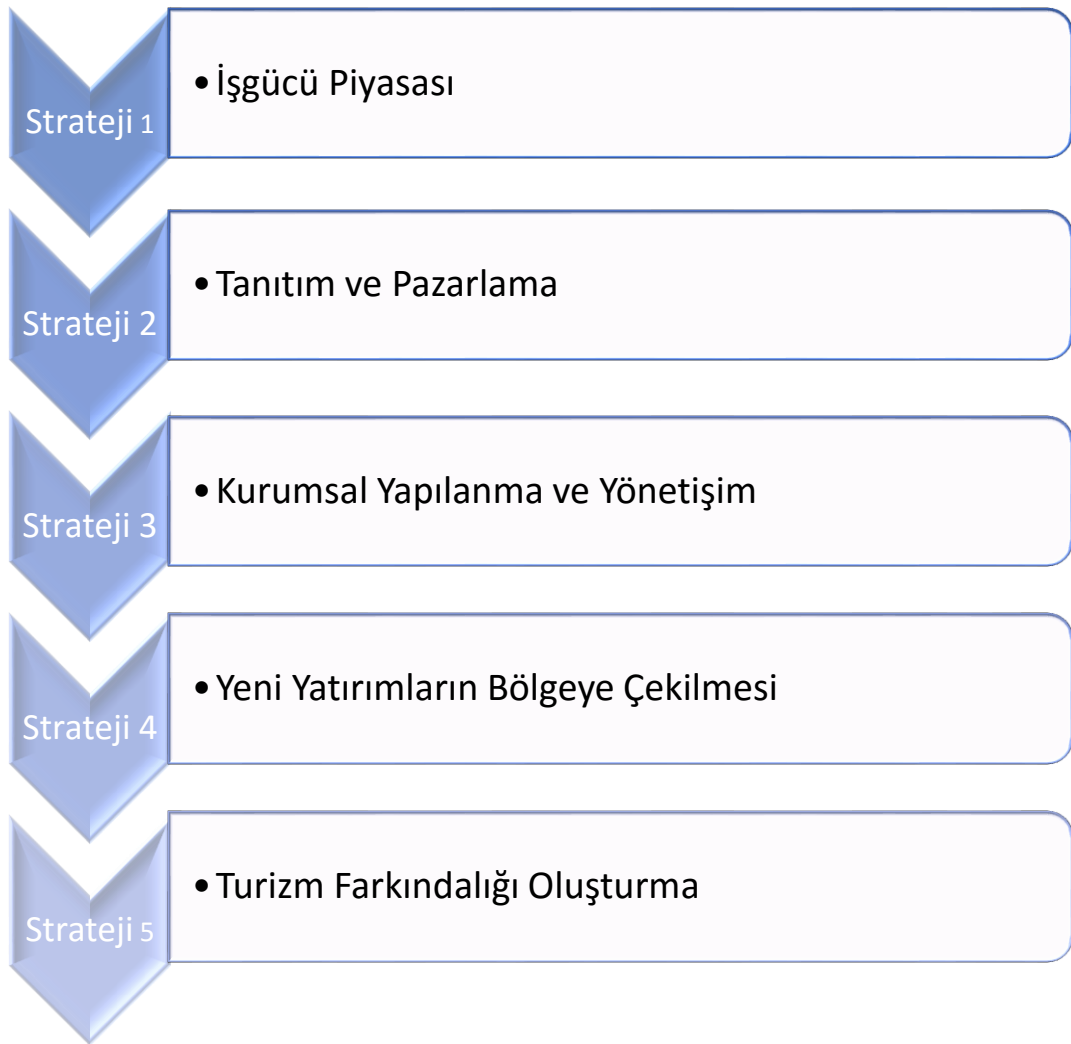 Strateji 1
• İşgücü Piyasası
Strateji 2
• Tanıtım ve Pazarlama
Strateji 3
• Kurumsal Yapılanma ve Yönetişim
Strateji 4
• Yeni Yatırımların Bölgeye Çekilmesi
Strateji 5
• Turizm Farkındalığı Oluşturma